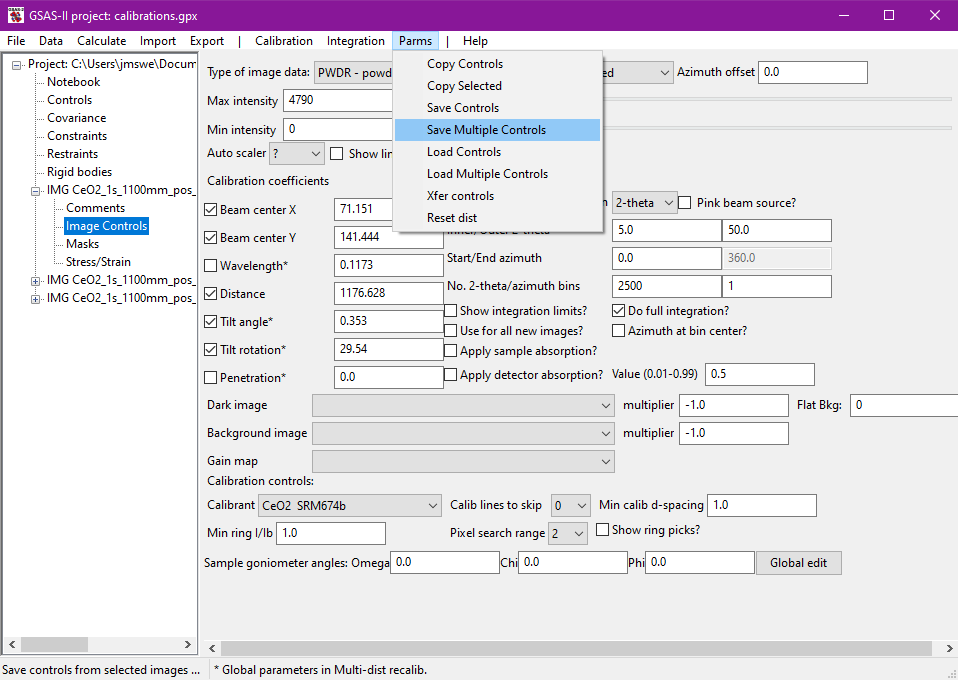 GSAS-II project: calibrations.gpx
File Data Calculate Import Export | Calibration Integration Parms | Help
Project: C:\Users\jmswe\Docum
Notebook
Controls
Covariance
Constraints
Restraints
Rigid bodies
IMG CeO2_1s_1100mm_pos_
Comments
Image Controls
Masks
Stress/Strain
IMG CeO2_1s_1100mm_pos_
IMG CeO2_1s_1100mm_pos_
Copy Controls
Copy Selected
Save Controls
Save Multiple Controls
Load Controls
Load Multiple Controls
Xfer controls
Reset dist
Type of image data: PWDR - powd ed Azimuth offset 0.0
Max intensity 4790
Min intensity 0
Auto scaler ? Show lin
Calibration coefficients
Beam center X 71.151 2-theta Pink beam source?
Beam center Y 141.444 5.0 50.0
Wavelength* 0.1173 Start/End azimuth 0.0 360.0
Distance 1176.628 No. 2-theta/azimuth bins 2500 1
Tilt angle* 0.353 Show integration limits? Do full integration?
Use for all new images? Azimuth at bin center?
Tilt rotation* 29.54 Apply sample absorption?
Penetration* 0.0 Apply detector absorption? Value (0.01-0.99) 0.5
Dark image multiplier -1.0 Flat Bkg: 0
Background image multiplier -1.0
Gain map
Calibration controls:
Calibrant CeO2 SRM674b Calib lines to skip 0 Min calib d-spacing 1.0
Min ring I/Ib 1.0 Pixel search range 2 Show ring picks?
Sample goniometer angles: Omega 0.0 Chi 0.0 Phi 0.0 Global edit
Save controls from selected images ... * Global parameters in Multi-dist recalib.